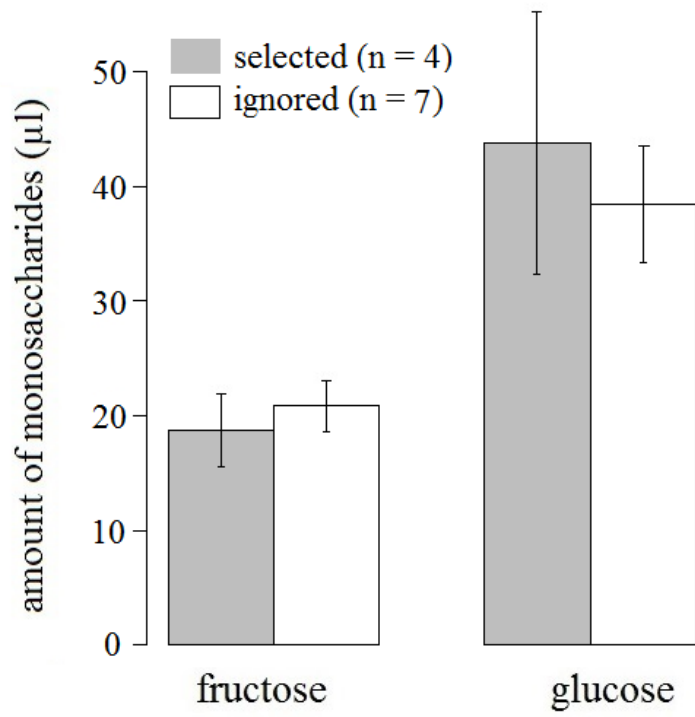 selected (n = 4)
ignored (n = 7)
amount of monosaccharides (µl)
50
40
30
20
10
0
fructose
glucose